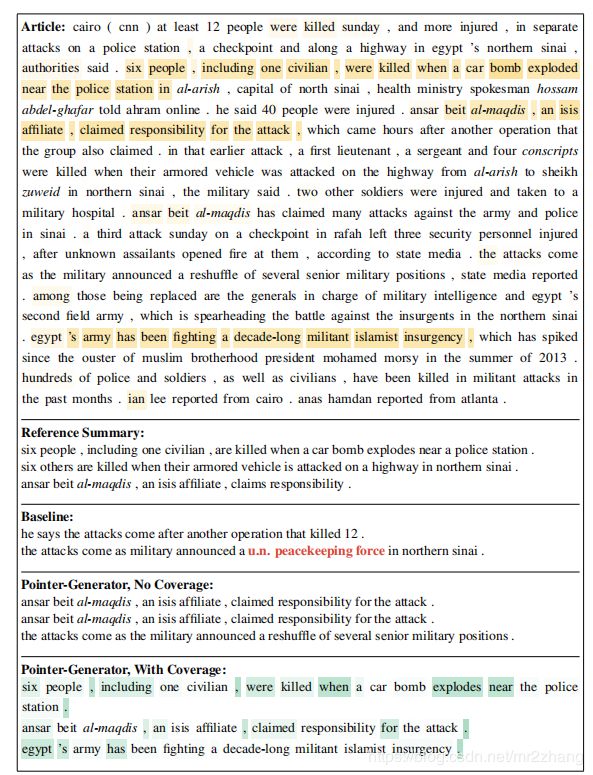 Article: cairo ( cnn ) at least 12 people were killed sunday , and more injured , in separate
attacks on a police station , a checkpoint and along a highway in egypt 's northern sinai ,
authorities said . six people , including one civilian , were killed when a car bomb exploded
near the police station in al-arish , capital of north sinai , health ministry spokesman hossam
abdel-ghafar told ahram online . he said 40 people were injured . ansar beit al-maqdis , an isis
affiliate , claimed responsibility for the attack , which came hours after another operation that
the group also claimed . in that earlier attack , a first lieutenant , a sergeant and four conscripts
were killed when their armored vehicle was attacked on the highway from al-arish to sheikh
zuweid in northern sinai , the military said . two other soldiers were injured and taken to a
military hospital . ansar beit al-maqdis has claimed many attacks against the army and police
in sinai . a third attack sunday on a checkpoint in rafah left three security personnel injured
, after unknown assailants opened fire at them , according to state media . the attacks come
as the military announced a reshuffle of several senior military positions , state media reported
. among those being replaced are the generals in charge of military intelligence and egypt 's
second field army , which is spearheading the battle against the insurgents in the northern sinai
. egypt 's army has been fighting a decade-long militant islamist insurgency , which has spiked
since the ouster of muslim brotherhood president mohamed morsy in the summer of 2013 .
hundreds of police and soldiers , as well as civilians , have been killed in militant attacks in
the past months . ian lee reported from cairo . anas hamdan reported from atlanta .
Reference Summary:
six people , including one civilian , are killed when a car bomb explodes near a police station .
six others are killed when their armored vehicle is attacked on a highway in northern sinai .
ansar beit al-maqdis , an isis affiliate , claims responsibility .
Baseline:
he says the attacks come after another operation that killed 12 .
the attacks come as military announced a u.n. peacekeeping force in northern sinai .
Pointer-Generator, No Coverage:
ansar beit al-maqdis , an isis affiliate , claimed responsibility for the attack .
ansar beit al-maqdis , an isis affiliate , claimed responsibility for the attack .
the attacks come as the military announced a reshuffle of several senior military positions .
Pointer-Generator, With Coverage:
six people , including one civilian , were killed when a car bomb explodes near the police
station .
ansar beit al-maqdis , an isis affiliate , claimed responsibility for the attack .
egypt 's army has been fighting a decade-long militant islamist insurgency .
https://blog.csdn.net/mr2zhang